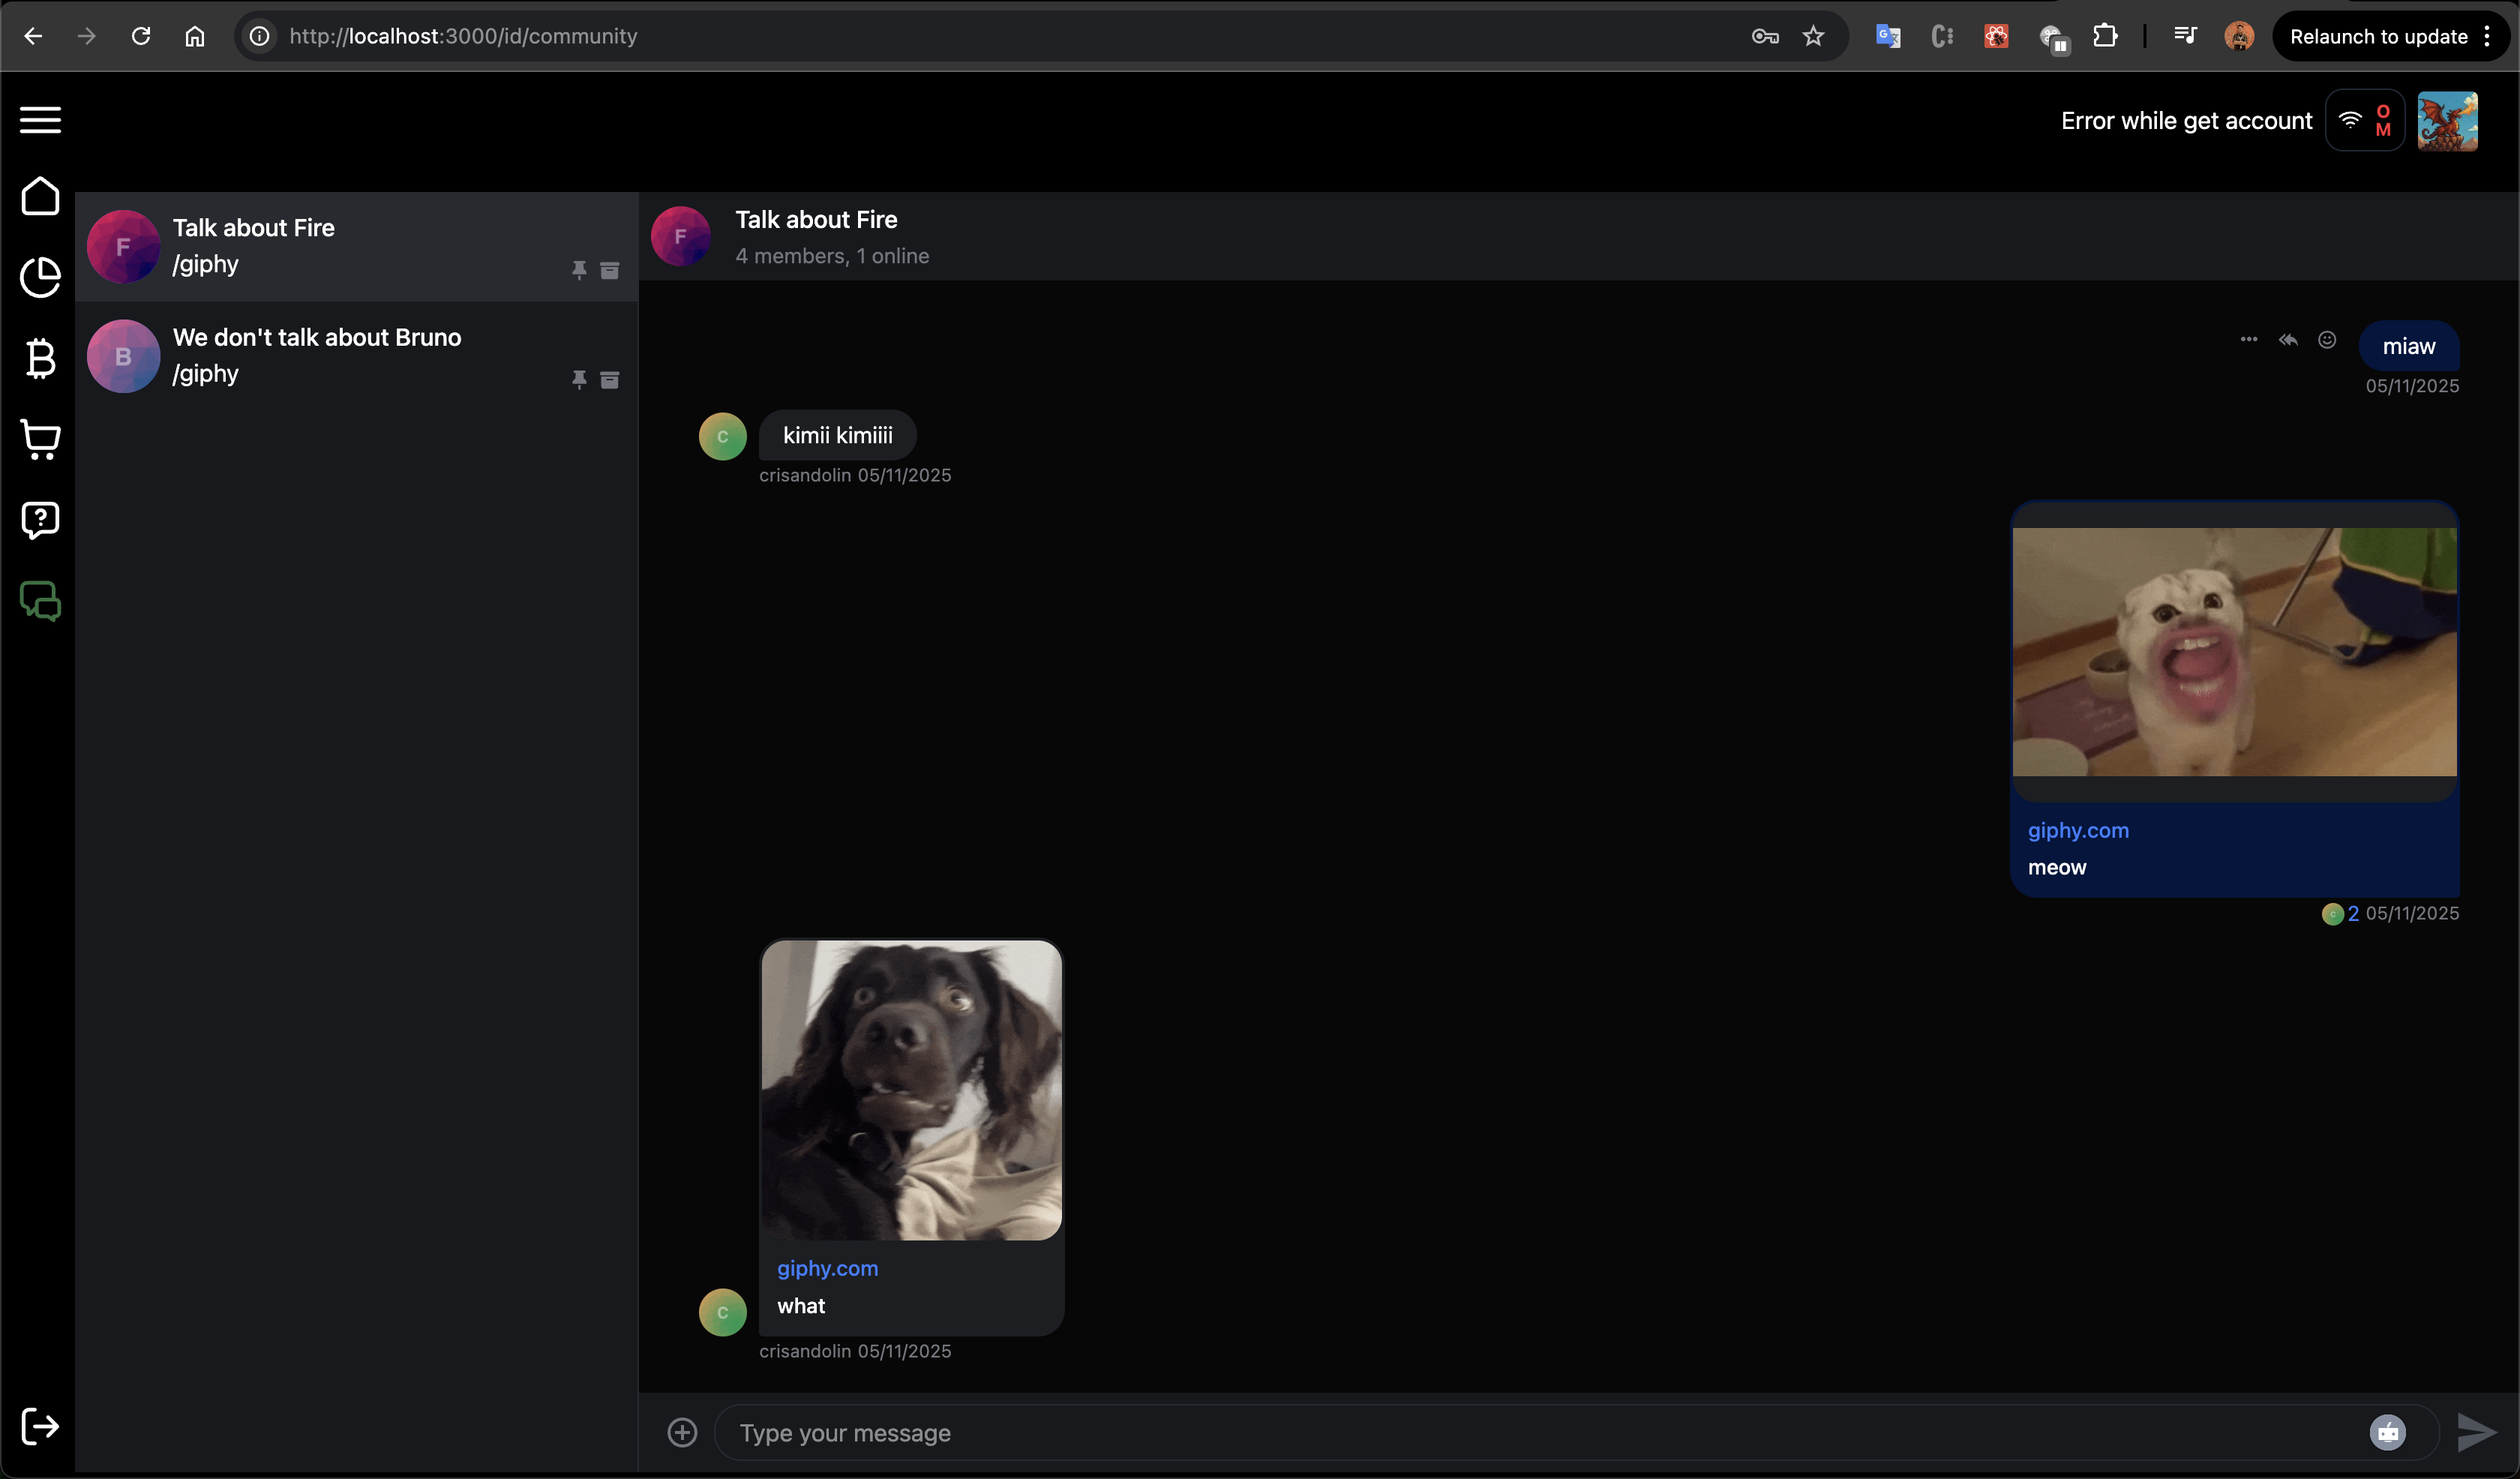 http://localhost:3000/id/community
Relaunch to update
Error while get account
O
M
F
Talk about Fire
/giphy
B
We don't talk about Bruno
/giphy
F
Talk about Fire
4 members, 1 online
miaw
05/11/2025
C
kimii kimiiii
crisandolin 05/11/2025
giphy.com
meow
C 2 05/11/2025
giphy.com
what
C
crisandolin 05/11/2025
Type your message